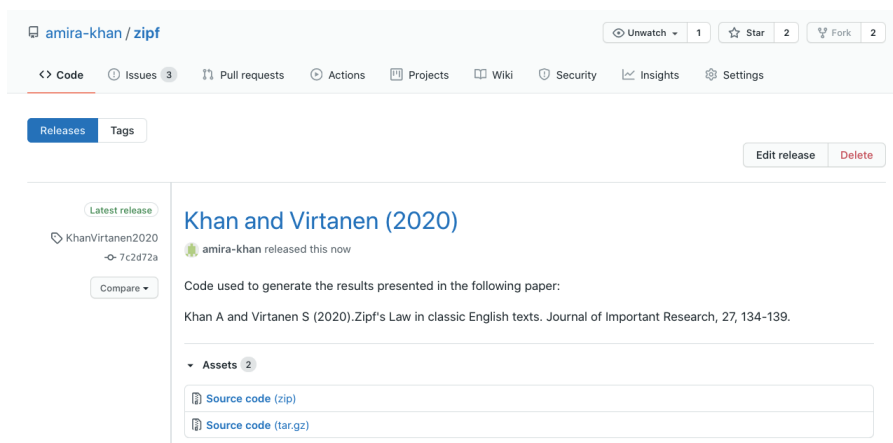 amira-khan / zipf
Unwatch 1 Star 2 Fork 2
Code Issues 3 Pull requests Actions Projects Wiki Security Insights Settings
Releases Tags
Edit release Delete
Latest release
KhanVirtanen2020
7c2d72a
Compare
Khan and Virtanen (2020)
amira-khan released this now
Code used to generate the results presented in the following paper:
Khan A and Virtanen S (2020).Zipf's Law in classic English texts. Journal of Important Research, 27, 134-139.
Assets 2
Source code (zip)
Source code (tar.gz)